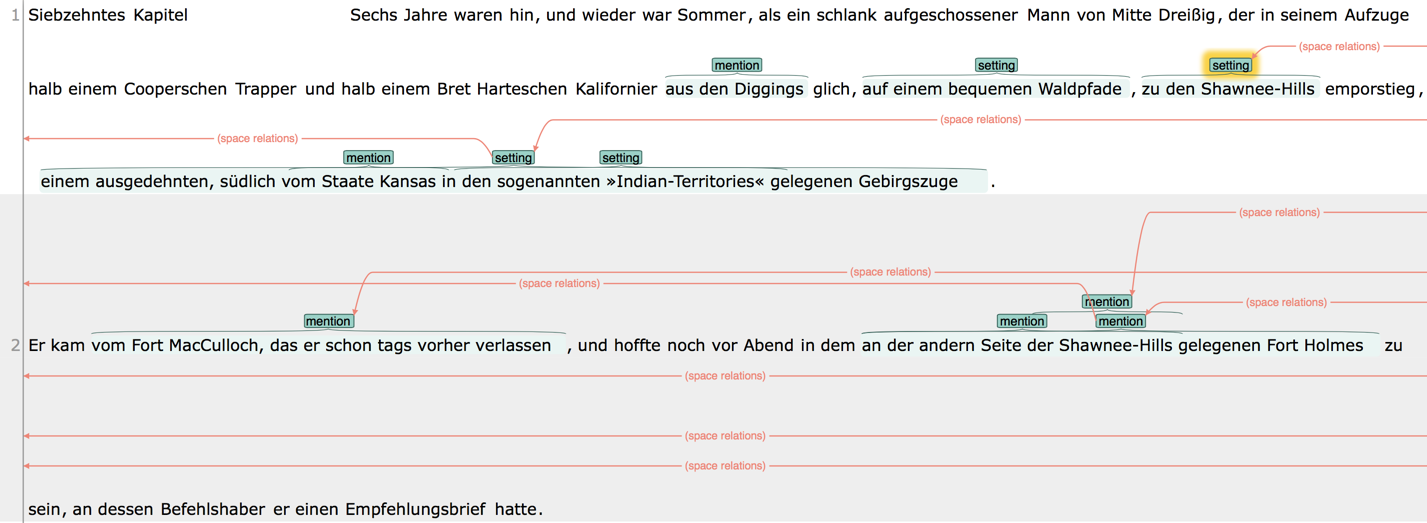 1 Siebzehntes Kapitel Sechs Jahre waren hin, und wieder war Sommer, als ein schlank aufgeschossener Mann von Mitte Dreißig, der in seinem Aufzuge
(space relations)
mention setting setting
halb einem Cooperschen Trapper und halb einem Bret Harteschen Kalifornier aus den Diggings glich, auf einem bequemen Waldpfade , zu den Shawnee-Hills emporstieg,
(space relations)
(space relations)
mention setting setting
einem ausgedehnten, südlich vom Staate Kansas in den sogenannten »Indian-Territories« gelegenen Gebirgszuge .
(space relations)
(space relations)
(space relations)
mention (space relations)
mention mention mention
2 Er kam vom Fort MacCulloch, das er schon tags vorher verlassen , und hoffte noch vor Abend in dem an der andern Seite der Shawnee-Hills gelegenen Fort Holmes zu
(space relations)
(space relations)
(space relations)
sein, an dessen Befehlshaber er einen Empfehlungsbrief hatte.